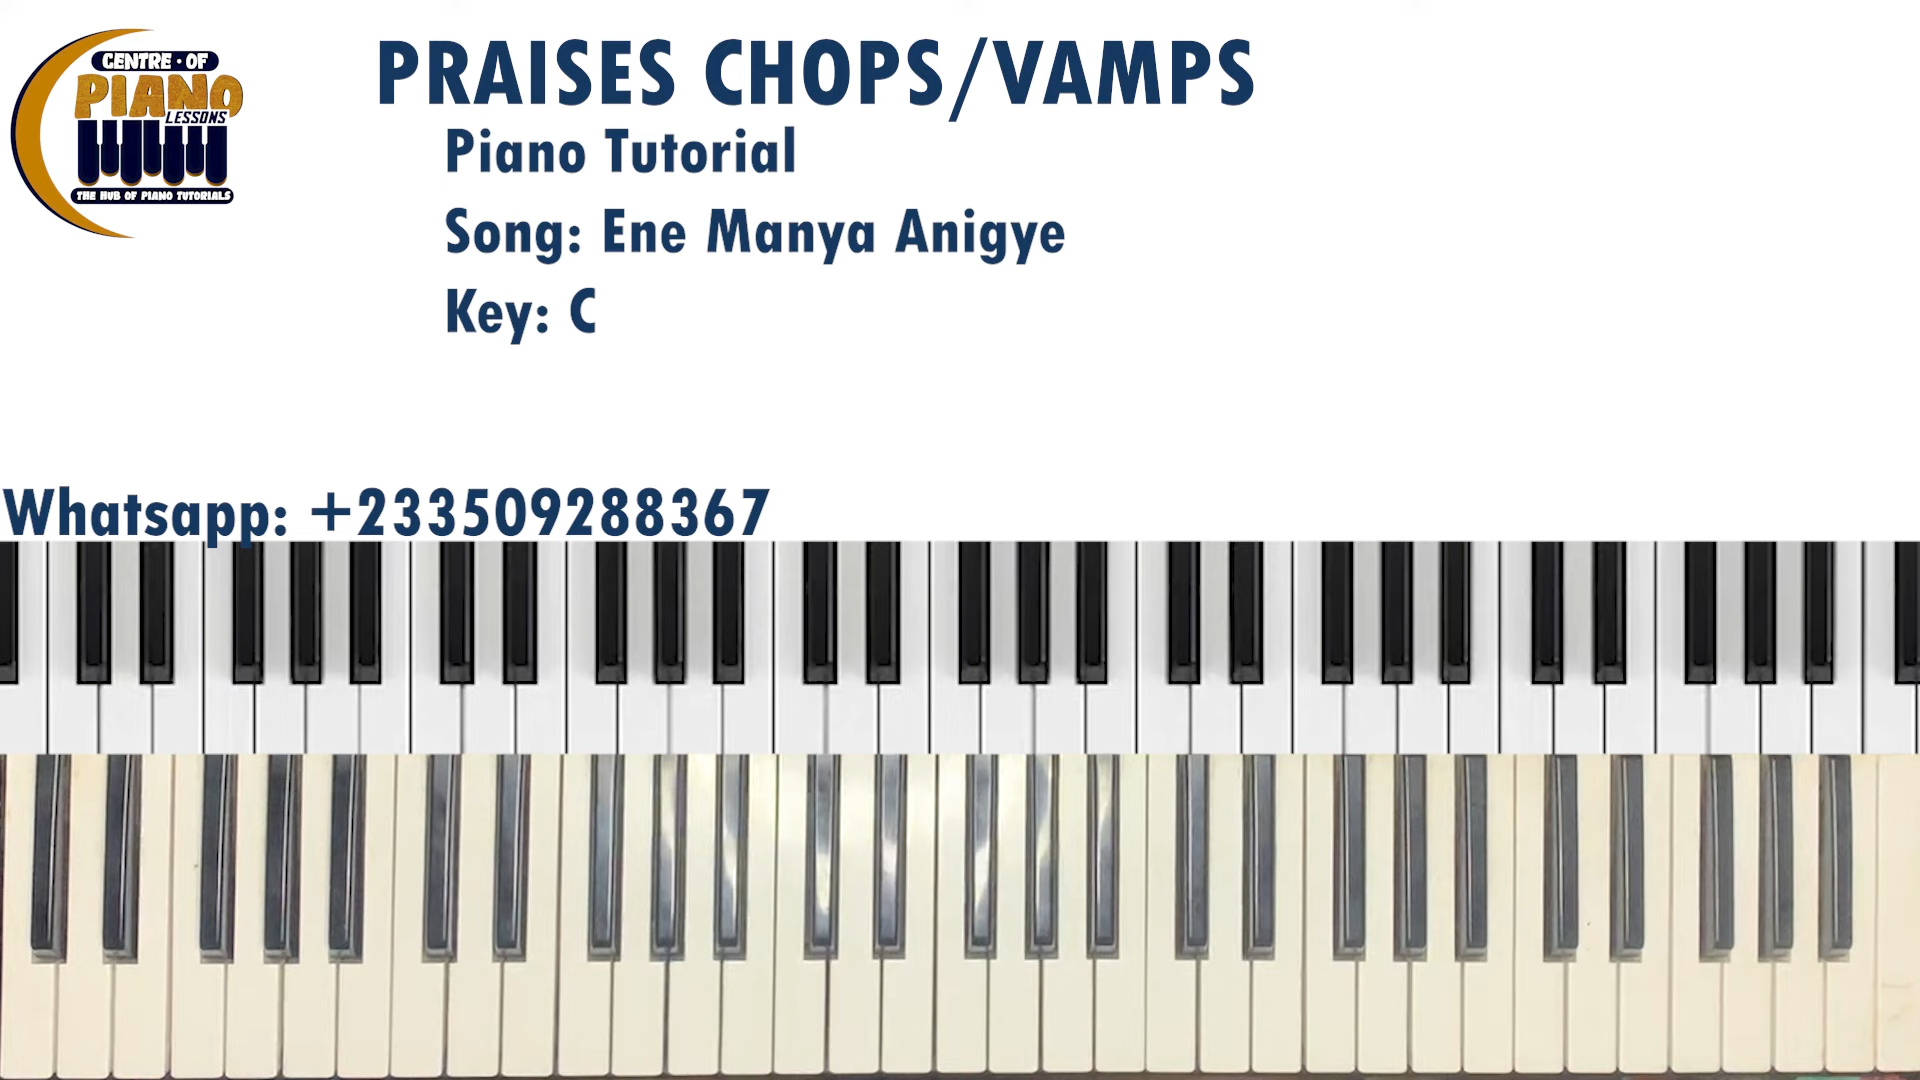 CENTRE · OF
PIANO
LESSONS
THE HUB OF PIANO TUTORIALS
PRAISES CHOPS/VAMPS
Piano Tutorial
Song: Ene Manya Anigye
Key: C
Whatsapp: +233509288367